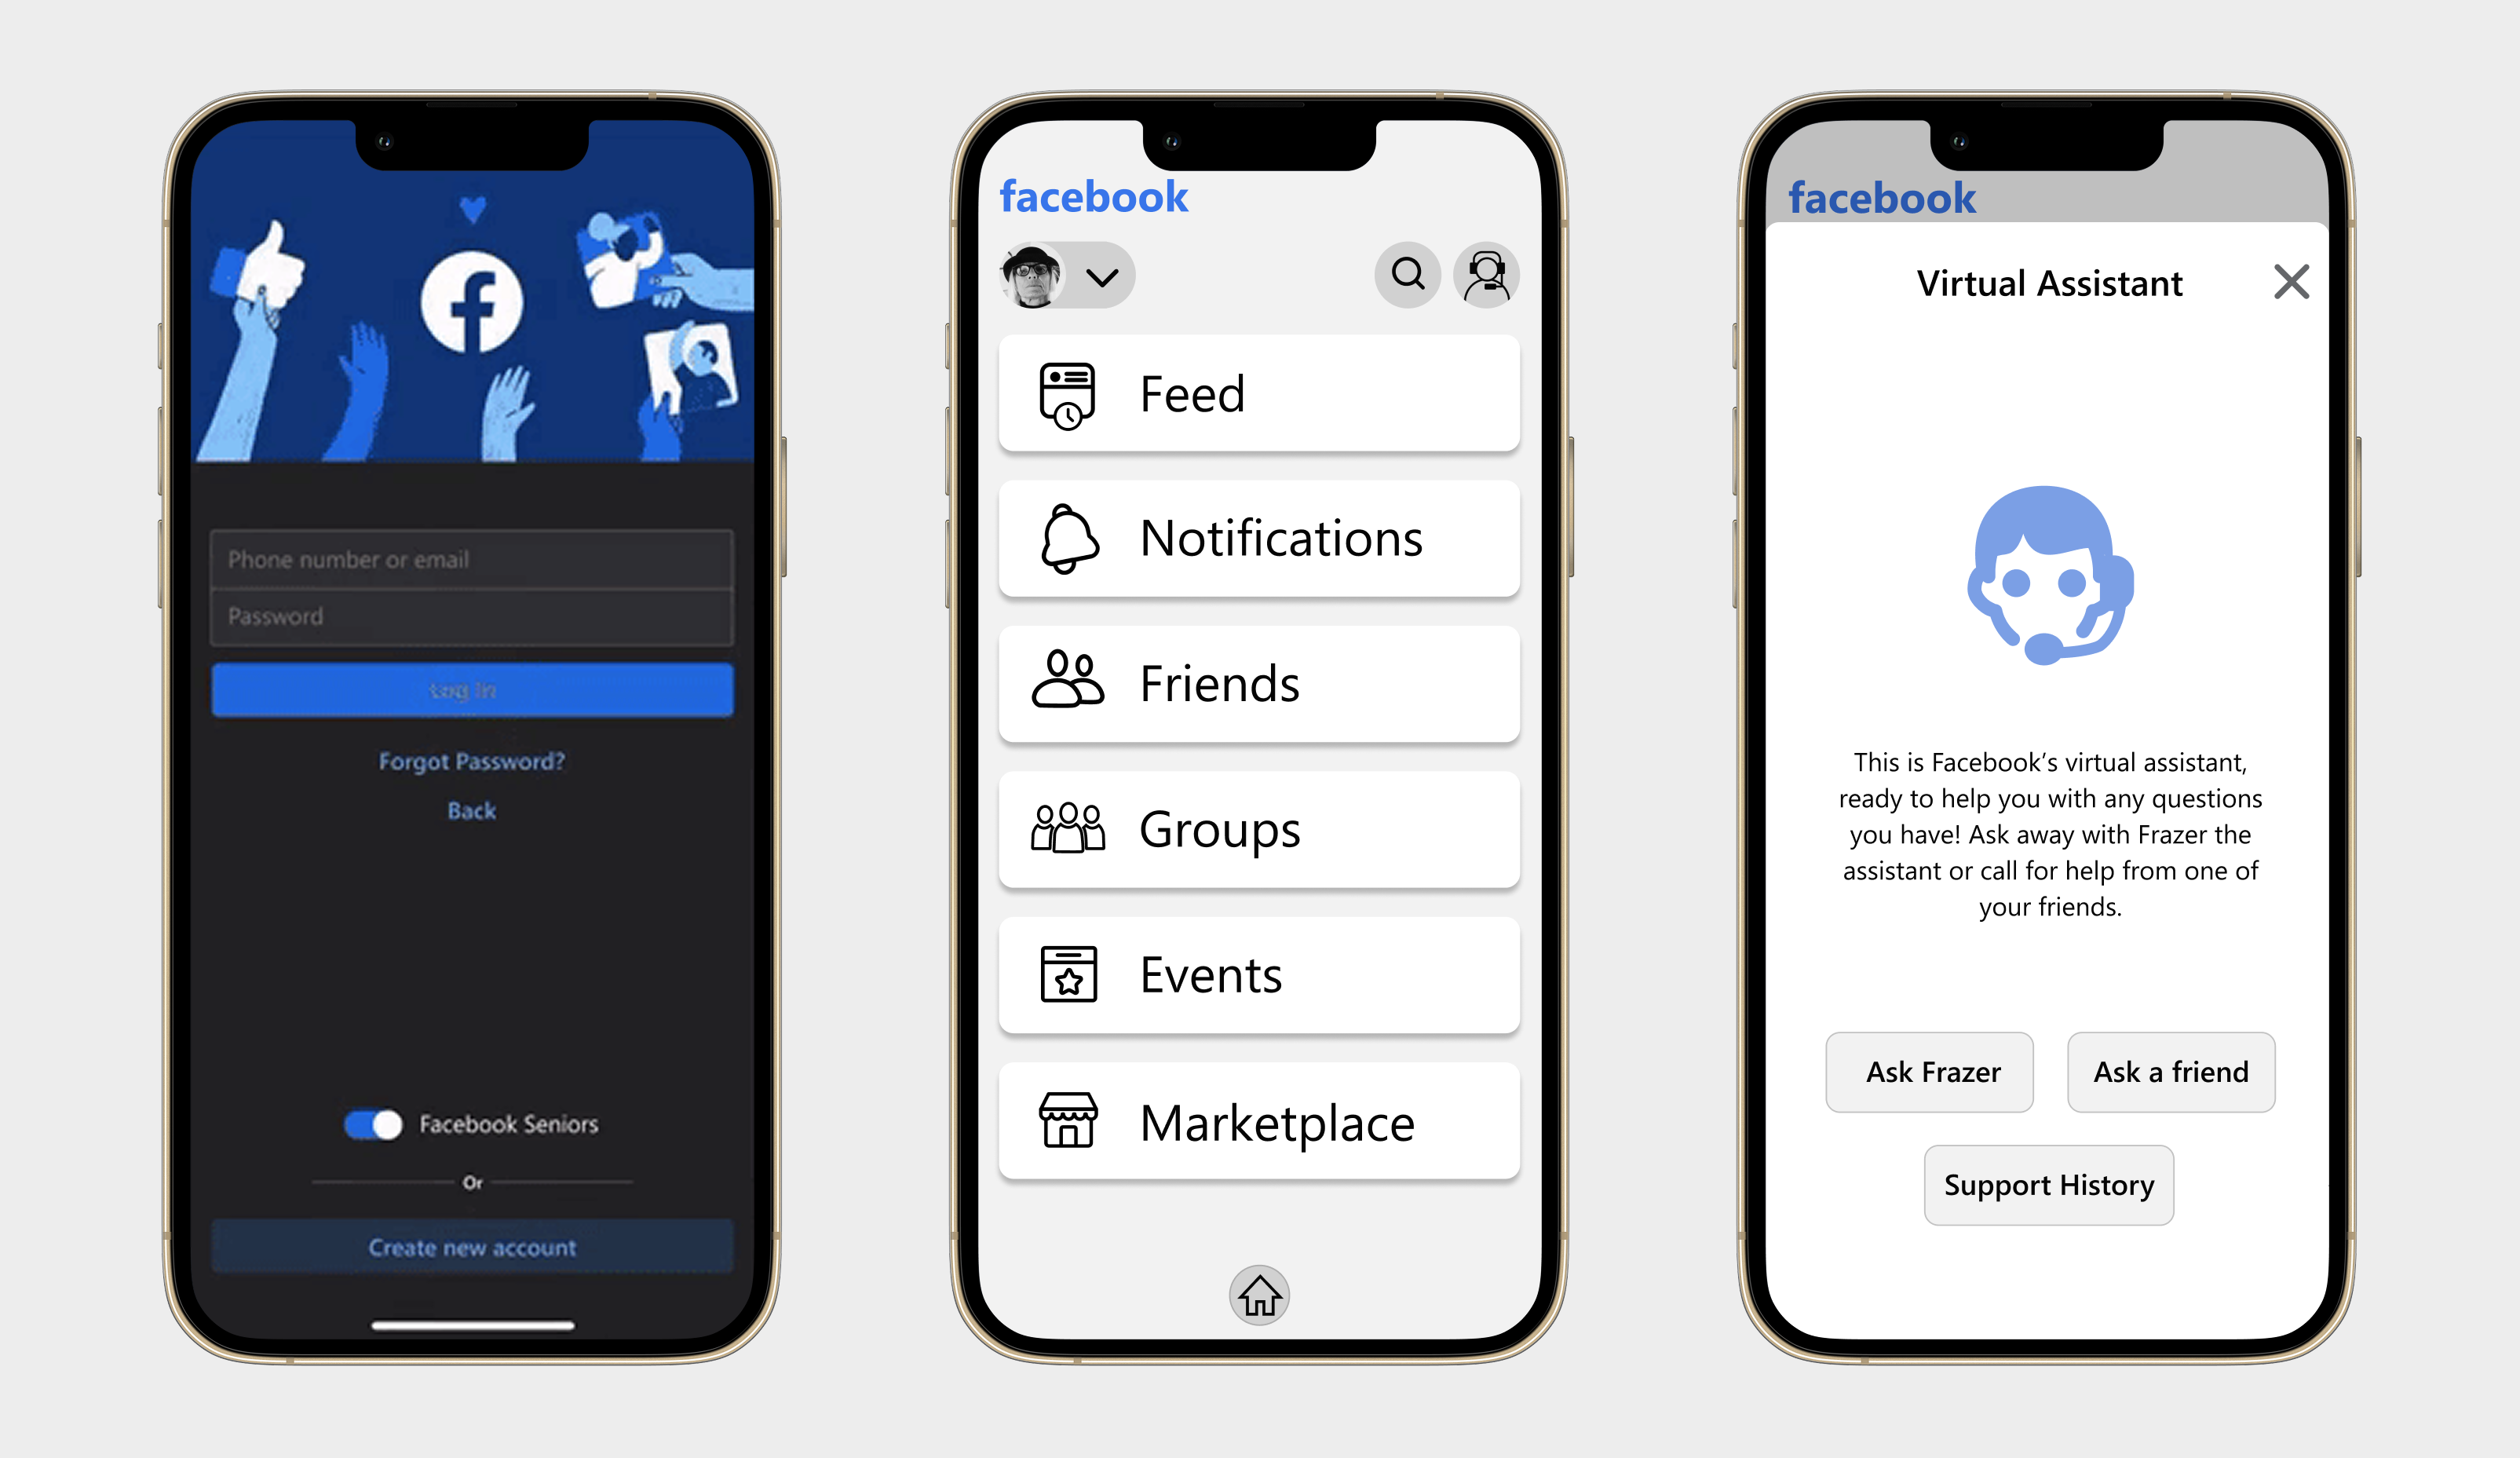 Phone number or email
Password
Log In
Forgot Password?
Back
Facebook Seniors
Or
Create new account
facebook
Feed
Notifications
Friends
Groups
Events
Marketplace
facebook
Virtual Assistant
This is Facebook’s virtual assistant,
ready to help you with any questions
you have! Ask away with Frazer the
assistant or call for help from one of
your friends.
Ask Frazer
Ask a friend
Support History